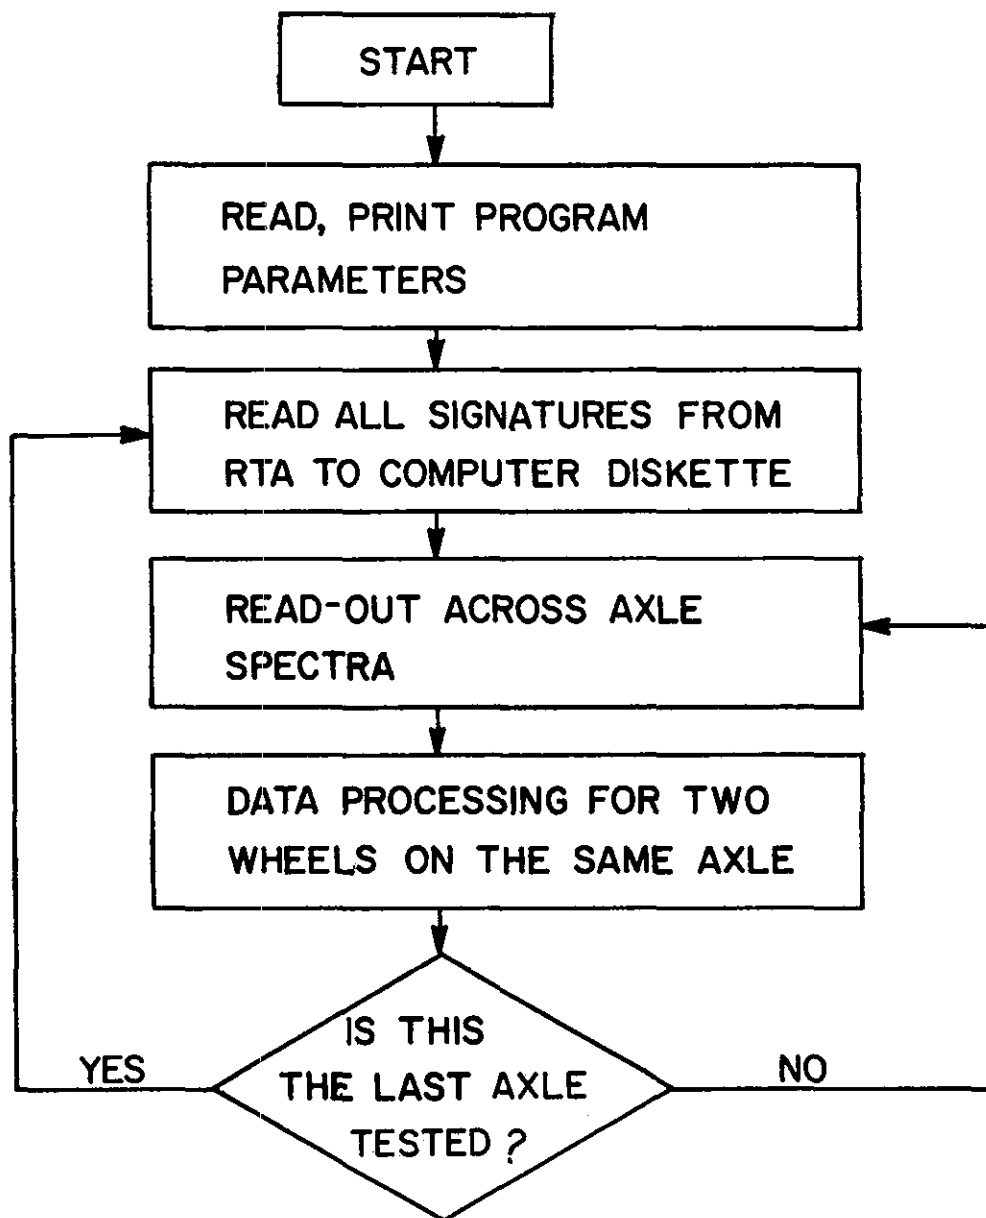 START
READ, PRINT PROGRAM
PARAMETERS
READ ALL SIGNATURES FROM
RTA TO COMPUTER DISKETTE
READ-OUT ACROSS AXLE
SPECTRA
DATA PROCESSING FOR TWO
WHEELS ON THE SAME AXLE
IS THIS
THE LAST AXLE
TESTED?
YES
NO